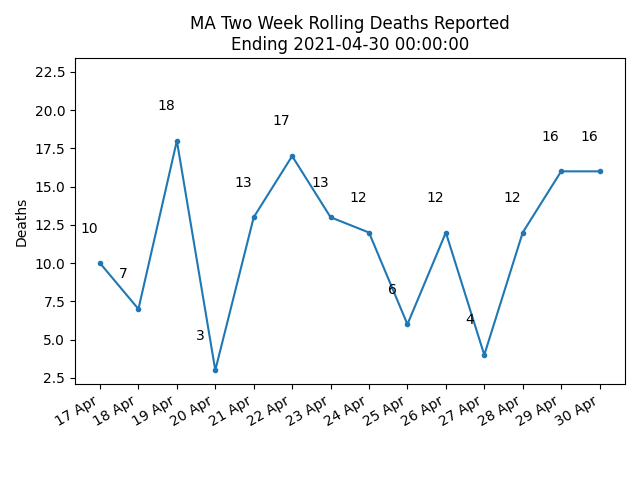 MA Two Week Rolling Deaths Reported
Ending 2021-04-30 00:00:00
22.5
20.0
17.5
15.0
12.5
10.0
7.5
5.0
2.5
Deaths
10
7
18
3
13
17
13
12
6
12
4
12
16
16
17 Apr
18 Apr
19 Apr
20 Apr
21 Apr
22 Apr
23 Apr
24 Apr
25 Apr
26 Apr
27 Apr
28 Apr
29 Apr
30 Apr